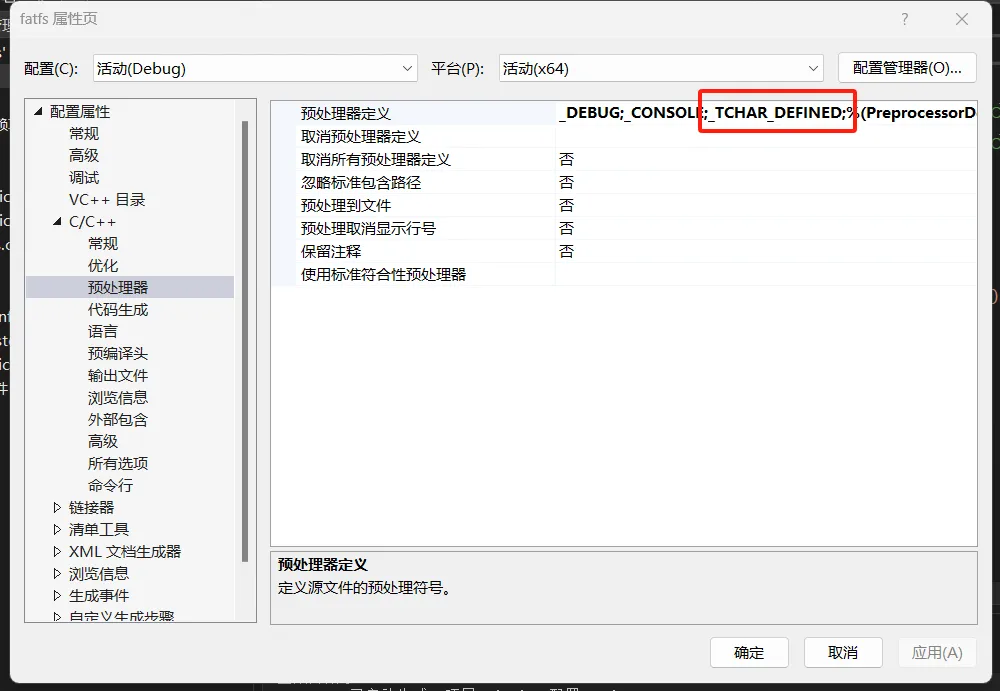 fatfs 属性页
?
配置(C):
活动(Debug)
平台(P):
活动(x64)
配置管理器(O)...
配置属性
常规
高级
调试
VC++ 目录
C/C++
常规
优化
预处理器
代码生成
语言
预编译头
输出文件
浏览信息
外部包含
高级
所有选项
命令行
链接器
清单工具
XML 文档生成器
浏览信息
生成事件
自定义生成步骤
预处理器定义 _DEBUG;_CONSOLE;_TCHAR_DEFINED;%(PreprocessorD
取消预处理器定义
取消所有预处理器定义 否
忽略标准包含路径 否
预处理到文件 否
预处理取消显示行号 否
保留注释 否
使用标准符合性预处理器
预处理器定义
定义源文件的预处理符号。
确定
取消
应用(A)